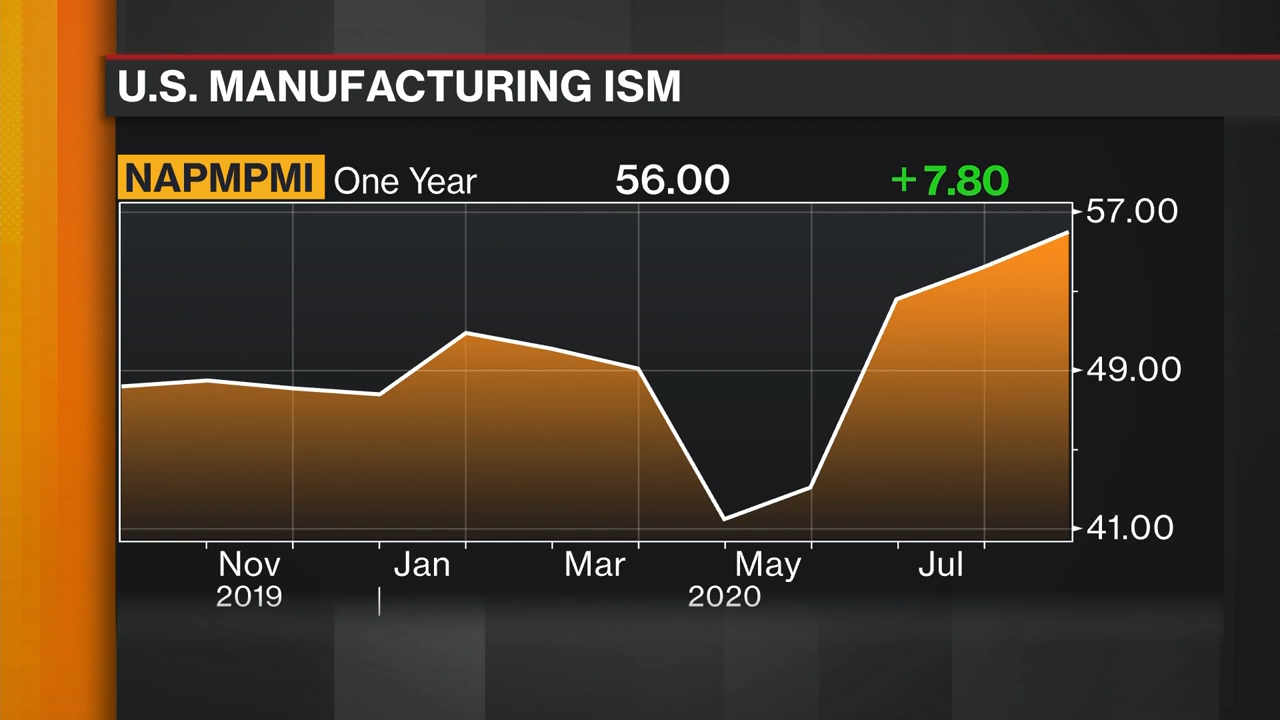 U.S. MANUFACTURING ISM
NAPMPMI One Year 56.00 +7.80
57.00
49.00
41.00
Nov Jan Mar May Jul
2019 2020